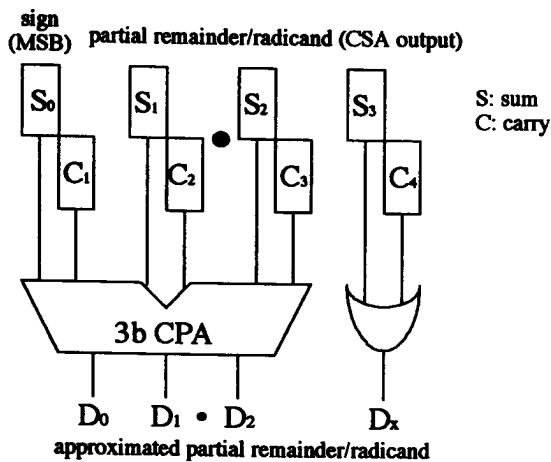 sign
(MSB) partial remainder/radicand (CSA output)
S0 S1 S2 S3
S: sum
C: carry
C1 C2 C3 C4
3b CPA
D0 D1 • D2 Dx
approximated partial remainder/radicand